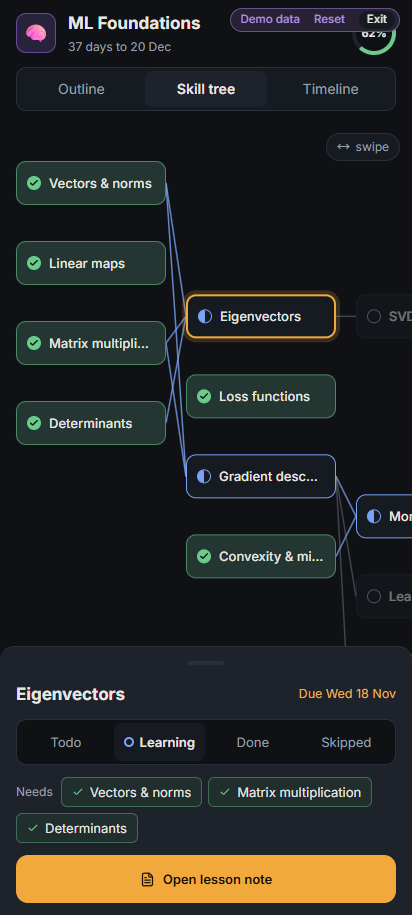 ML Foundations
Demo data Reset Exit
37 days to 20 Dec
62%
Outline Skill tree Timeline
swipe
Vectors & norms
Linear maps
Eigenvectors
SVD
Matrix multipli...
Loss functions
Determinants
Gradient desc...
Mor
Convexity & mi...
Lea
Eigenvectors
Due Wed 18 Nov
Todo Learning Done Skipped
Needs Vectors & norms Matrix multiplication
Determinants
Open lesson note